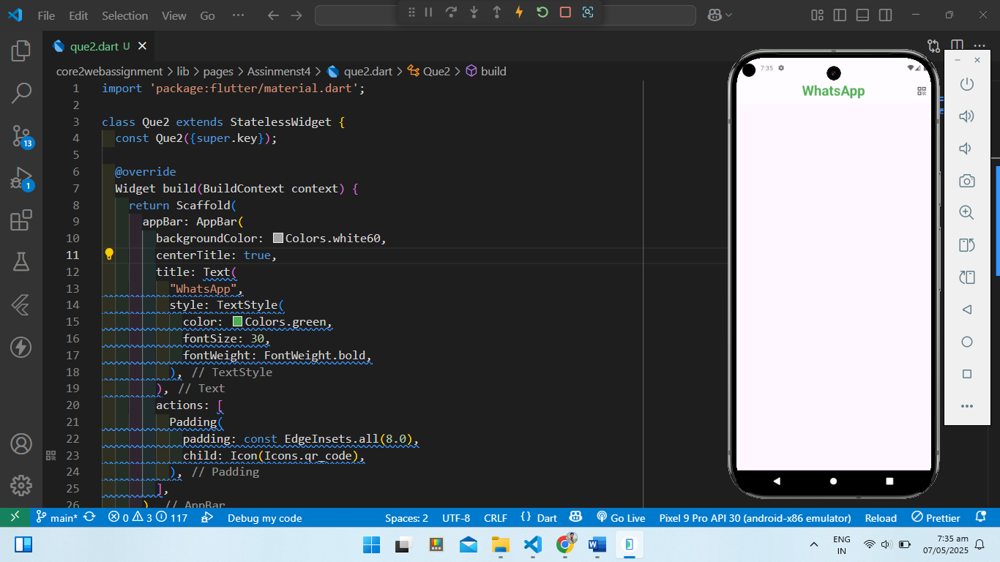 File Edit Selection View Go ···
que2.dart U
core2webassignment > lib > pages > Assinmenst4 > que2.dart > Que2 > build
1 import 'package:flutter/material.dart';
2
3 class Que2 extends StatelessWidget {
4 const Que2({super.key});
5
6 @override
7 Widget build(BuildContext context) {
8 return Scaffold(
9 appBar: AppBar(
10 backgroundColor: Colors.white60,
11 centerTitle: true,
12 title: Text(
13 "WhatsApp",
14 style: TextStyle(
15 color: Colors.green,
16 fontSize: 30,
17 fontWeight: FontWeight.bold,
18 ), // TextStyle
19 ), // Text
20 actions: [
21 Padding(
22 padding: const EdgeInsets.all(8.0),
23 child: Icon(Icons.qr_code),
24 ), // Padding
25 ],
26 ), // AppBar
13
1
7:35
WhatsApp
main* 0 3 117 Debug my code Spaces: 2 UTF-8 CRLF {} Dart Go Live Pixel 9 Pro API 30 (android-x86 emulator) Reload Prettier
ENG
IN
7:35 am
07/05/2025